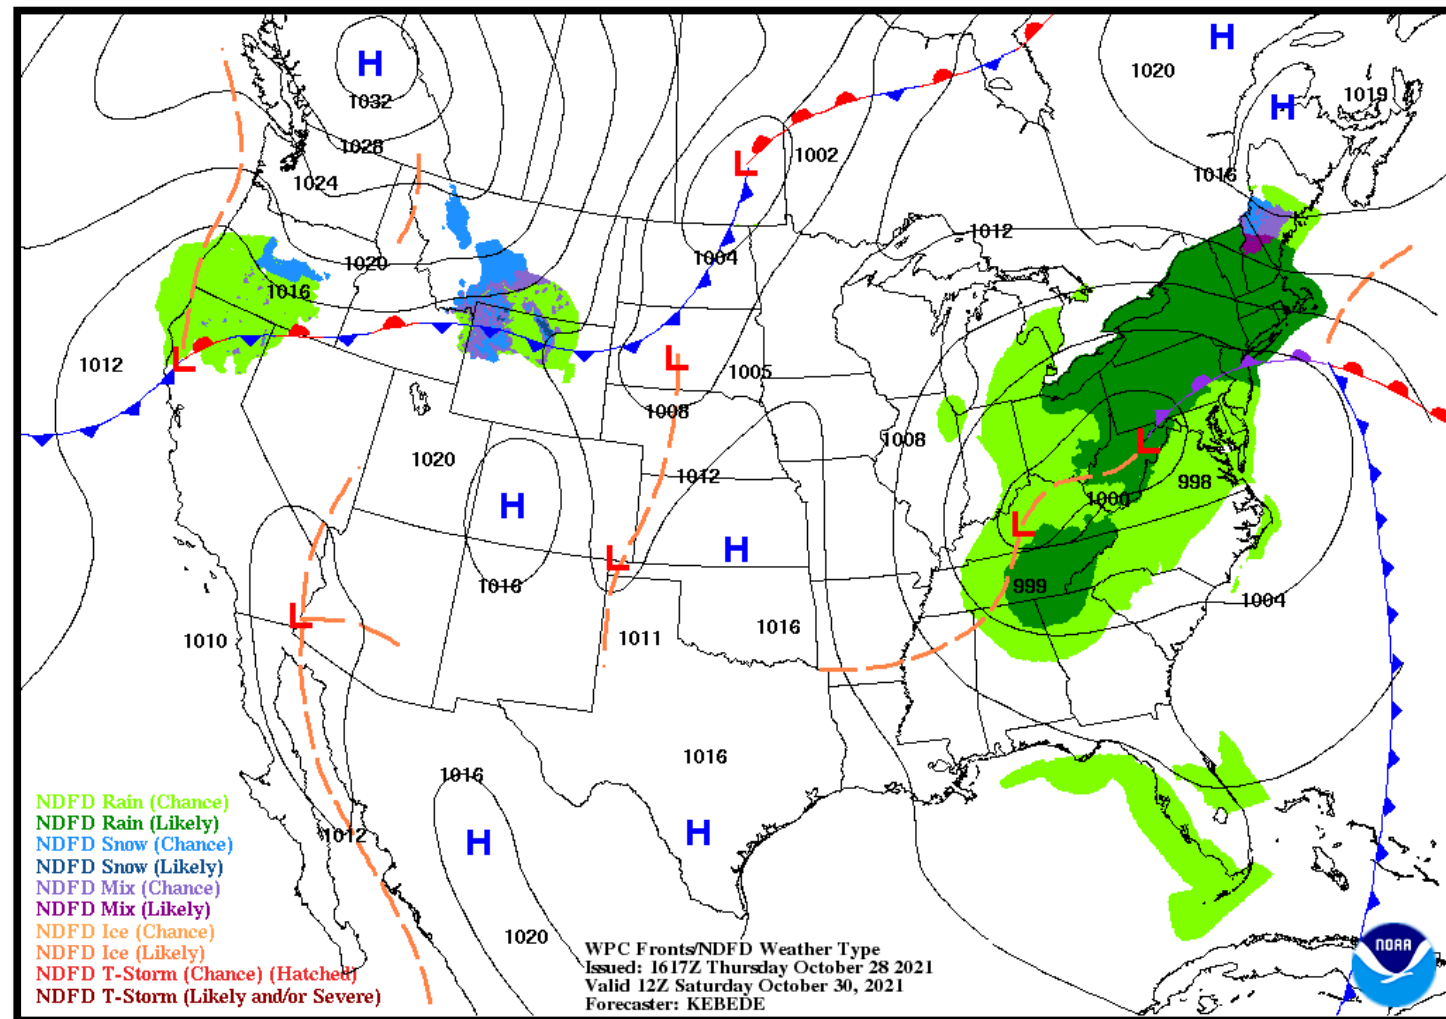 H
H
1020
1032
1019
H
1028
1002
L
1016
1024
1012
1020
1004
1016
1012
L
L
1005
1008
1008
L
1020
1012
998
1000
H
L
H
L
1016
999
1004
L
1010
1011
1016
1016
1016
H
H
1012
1020
NDFD Rain (Chance)
NDFD Rain (Likely)
NDFD Snow (Chance)
NDFD Snow (Likely)
NDFD Mix (Chance)
NDFD Mix (Likely)
NDFD Ice (Chance)
NDFD Ice (Likely)
NDFD T-Storm (Chance) (Hatched)
NDFD T-Storm (Likely and/or Severe)
WPC Fronts/NDFD Weather Type
Issued: 1617Z Thursday October 28 2021
Valid 12Z Saturday October 30, 2021
Forecaster: KEBEDE
NOAA